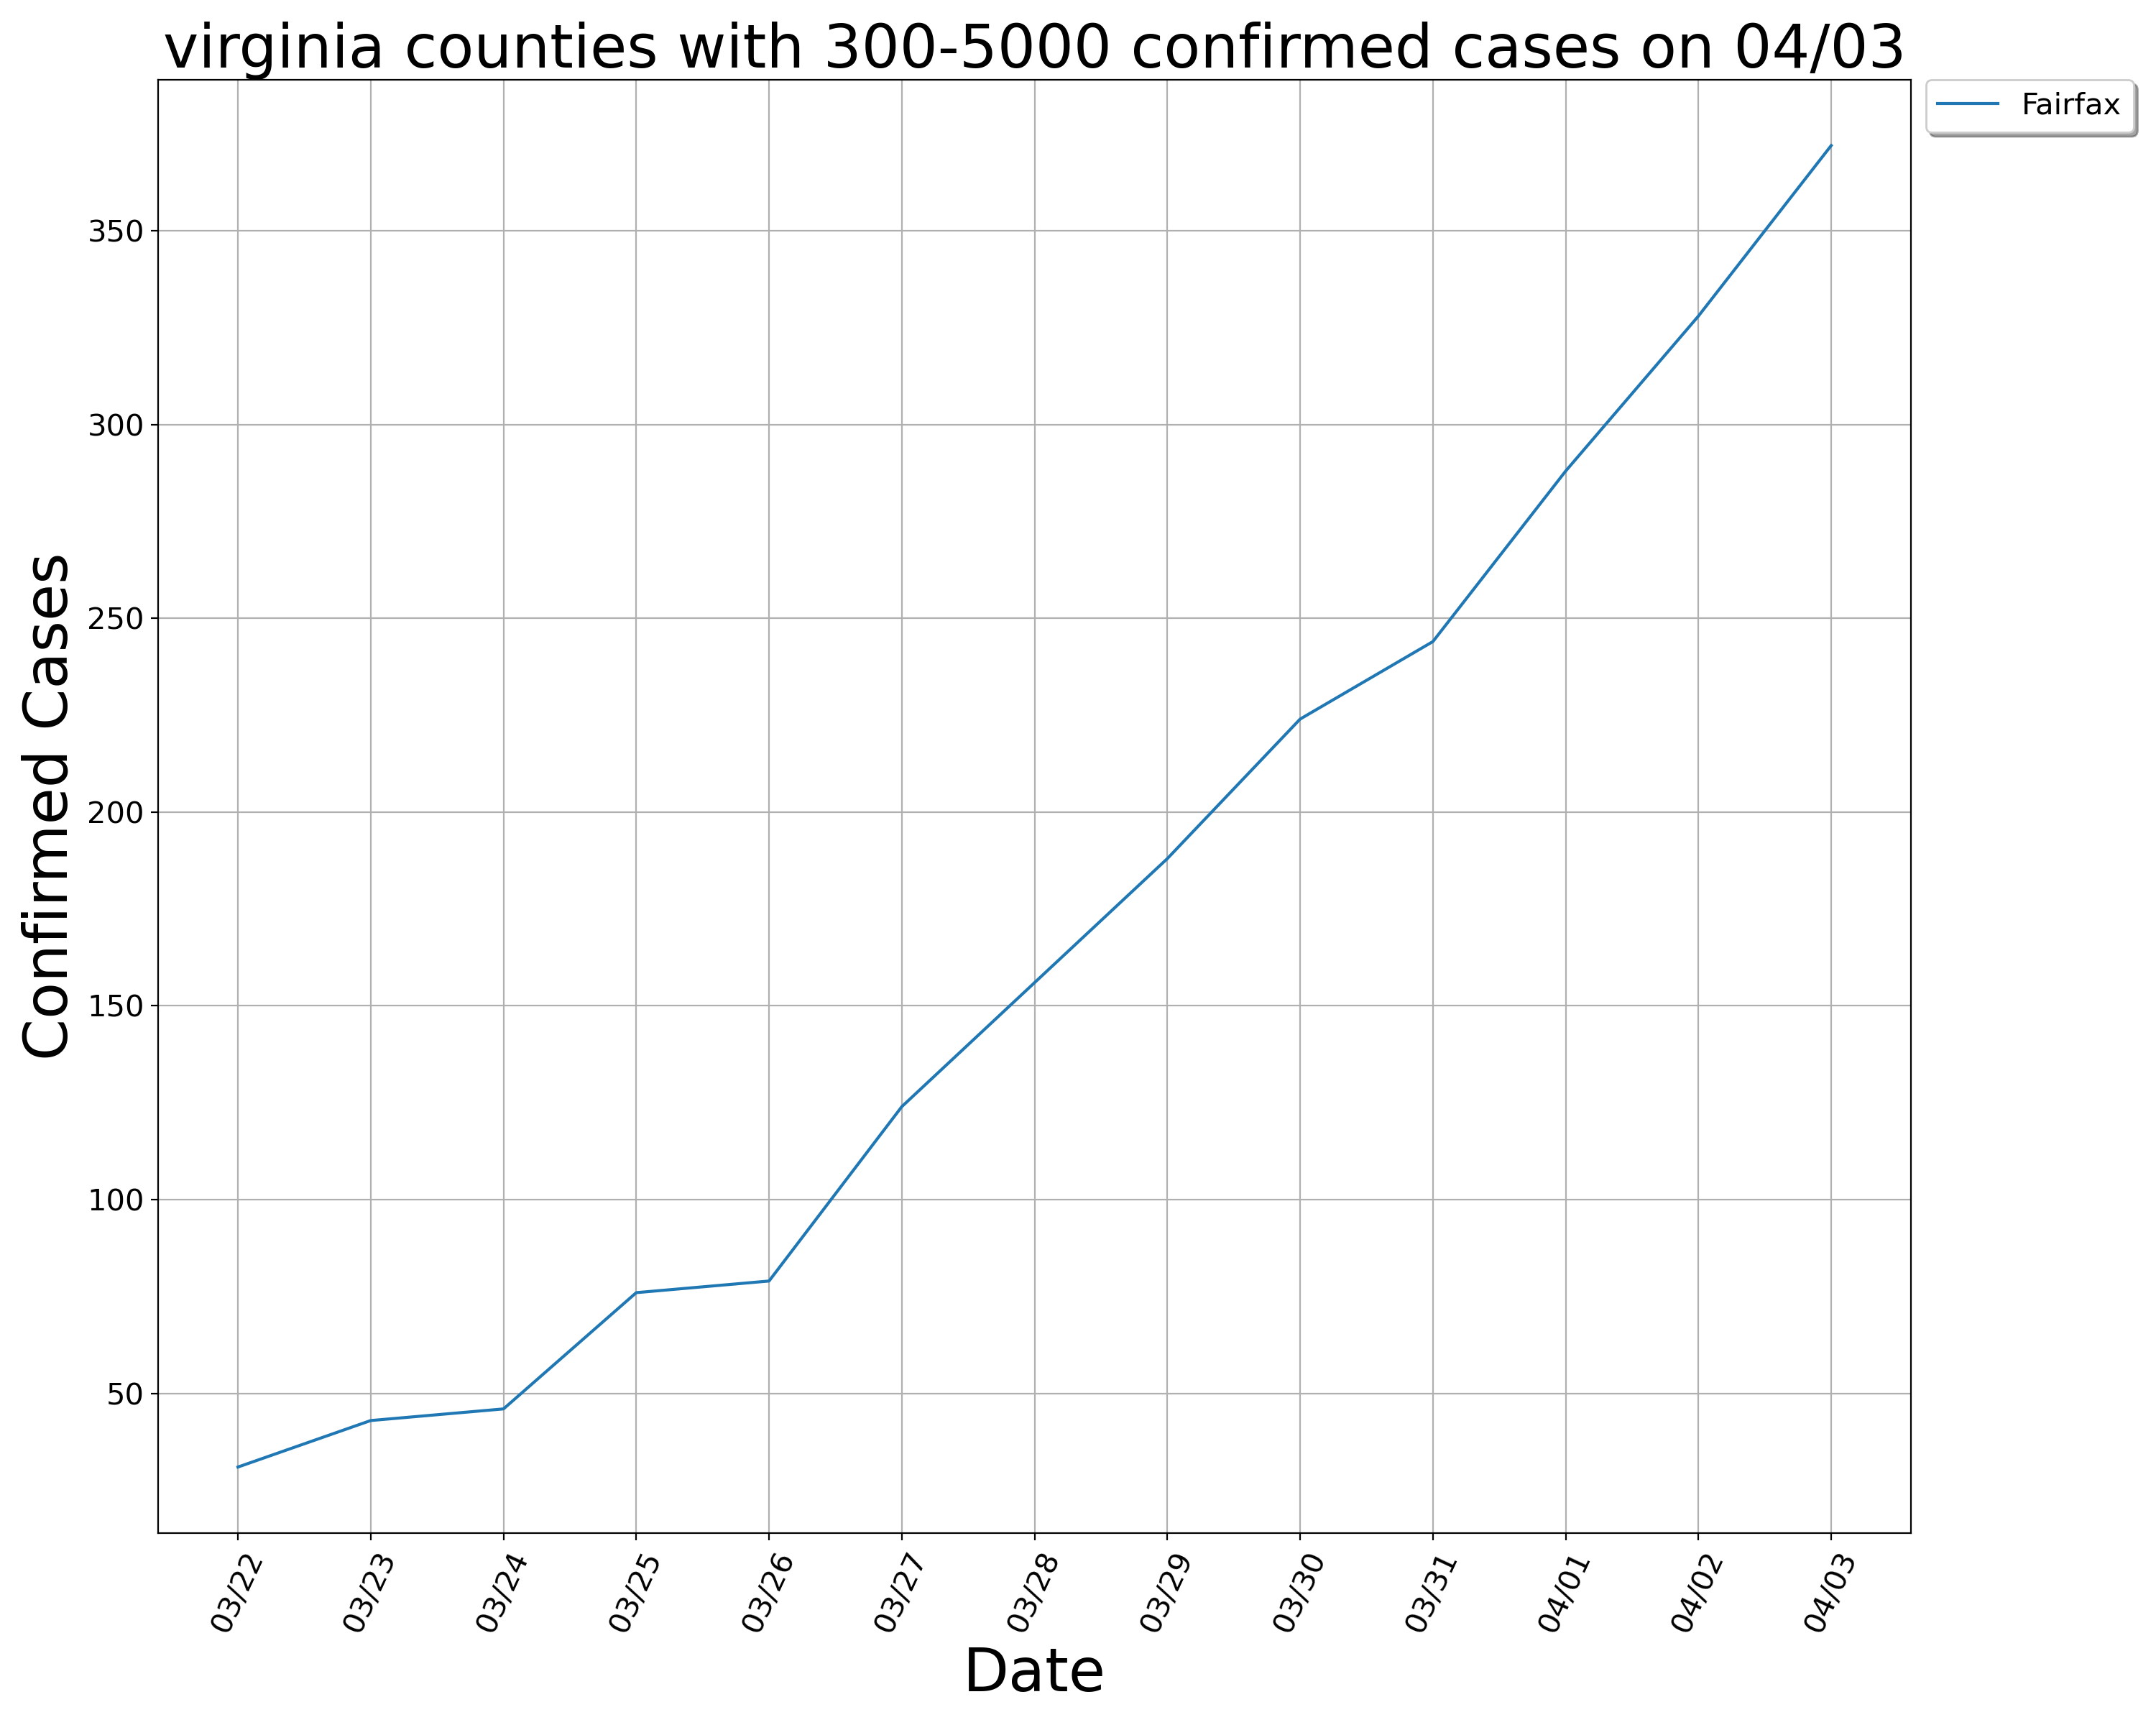 virginia counties with 300-5000 confirmed cases on 04/03
Fairfax
Confirmed Cases
350
300
250
200
150
100
50
03/22 03/23 03/24 03/25 03/26 03/27 03/28 03/29 03/30 03/31 04/01 04/02 04/03
Date